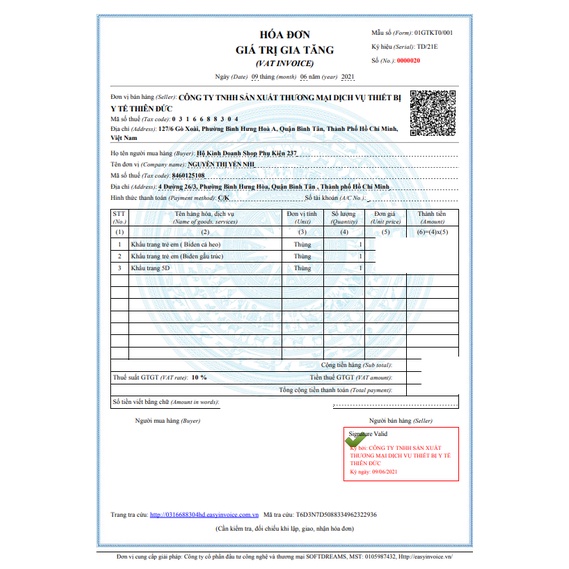 HÓA ĐƠN
Mẫu số (Form): 01GTKT0/001
GIÁ TRỊ GIA TĂNG
Ký hiệu (Serial): TD/21E
(VAT INVOICE)
Số (No.): 0000020
Ngày (Date) 09 tháng (month) 06 năm (year) 2021
Đơn vị bán hàng (Seller): CÔNG TY TNHH SẢN XUẤT THƯƠNG MẠI DỊCH VỤ THIẾT BỊ
Y TẾ THIÊN ĐỨC
Mã số thuế (Tax code): 0 3 1 6 6 8 8 3 0 4
Địa chỉ (Address): 127/6 Gò Xoài, Phường Bình Hưng Hoà A, Quận Bình Tân, Thành Phố Hồ Chí Minh,
Việt Nam
Họ tên người mua hàng (Buyer): Hộ Kinh Doanh Shop Phụ Kiện 237
Tên đơn vị (Company name): NGUYỄN THỊ YẾN NHI
Mã số thuế (Tax code): 8460125108
Địa chỉ (Address): 4 Đường 26/3, Phường Bình Hưng Hòa, Quận Bình Tân , Thành phố Hồ Chí Minh
Hình thức thanh toán (Payment method): C/K Số tài khoản (A/C No.):
STT Tên hàng hóa, dịch vụ Đơn vị tính Số lượng Đơn giá Thành tiền
(No.) (Name of goods, services) (Unit) (Quantity) (Price) (Amount)
(1) (2) (3) (4) (5) (6)=(4)x(5)
1 Khẩu trang trẻ em ( Biden cá heo) Thùng 1
2 Khẩu trang trẻ em ( Biden gấu trúc) Thùng 1
3 Khẩu trang 5D Thùng 1
Cộng tiền hàng (Sub total):
Thuế suất GTGT (VAT rate): 10 % Tiền thuế GTGT (VAT amount):
Tổng cộng tiền thanh toán (Total payment):
Số tiền viết bằng chữ (Amount in words):
Người mua hàng (Buyer) Người bán hàng (Seller)
Signature Valid
Ký bởi: CÔNG TY TNHH SẢN XUẤT
THƯƠNG MẠI DỊCH VỤ THIẾT BỊ Y TẾ
THIÊN ĐỨC
Ký ngày: 09/06/2021
Trang tra cứu: http://0316688304hd.easyinvoice.com.vn Mã tra cứu: T6D3N7D5088334962322936
(Cần kiểm tra, đối chiếu khi lập, giao, nhận hóa đơn)
Đơn vị cung cấp giải pháp: Công ty cổ phần đầu tư công nghệ và thương mại SOFTDREAMS, MST: 0105987432, Http://easyinvoice.vn/